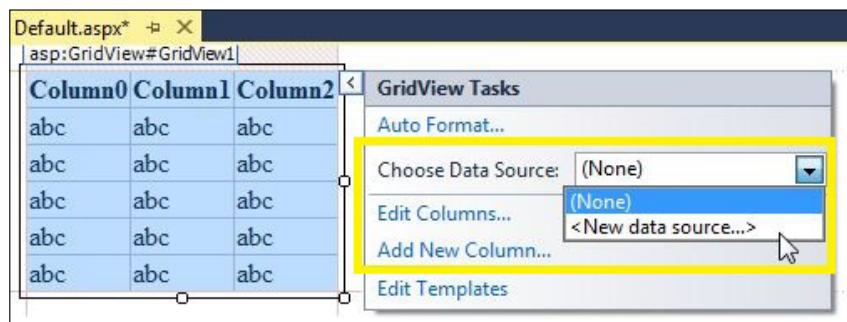 Default.aspx*
asp:GridView#GridView1
Column0 Column1 Column2
abc abc abc
abc abc abc
abc abc abc
abc abc abc
abc abc abc
GridView Tasks
Auto Format...
Choose Data Source: (None)
(None)
<New data source...>
Edit Columns...
Add New Column...
Edit Templates